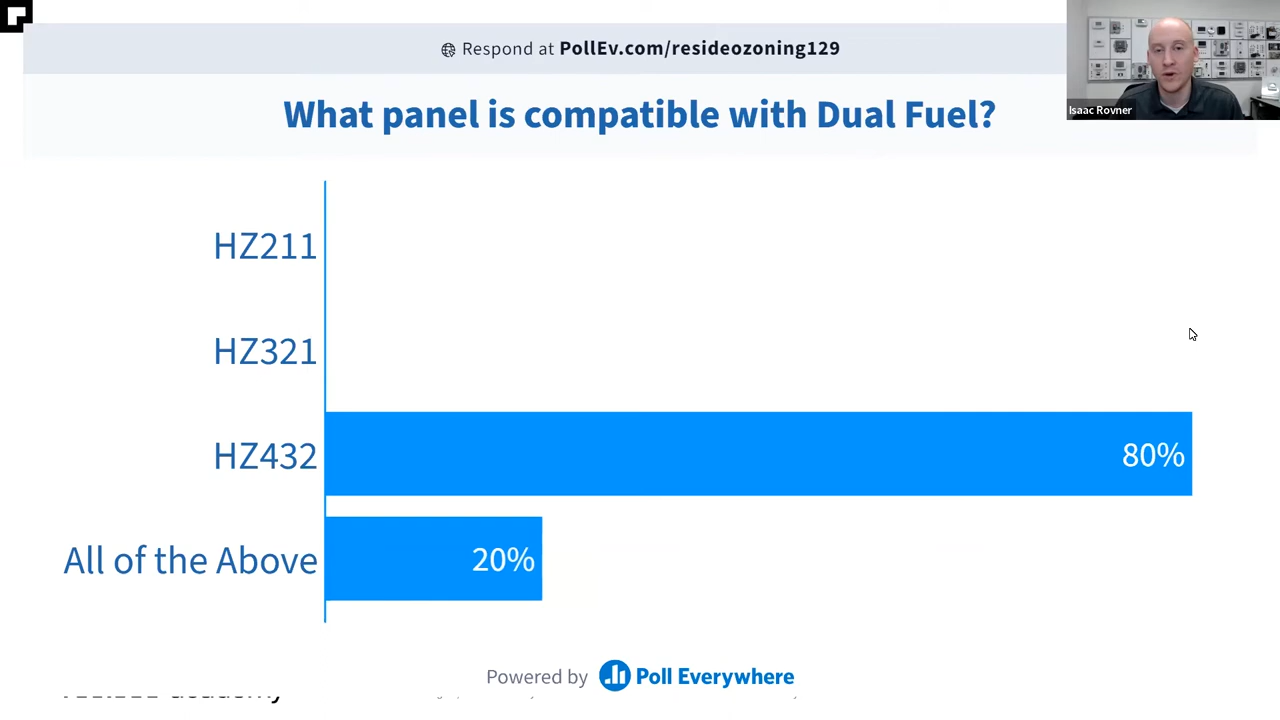 Respond at PollEv.com/resideozoning129
What panel is compatible with Dual Fuel?
Isaac Rovner
HZ211
HZ321
HZ432
80%
All of the Above
20%
Powered by Poll Everywhere
academy